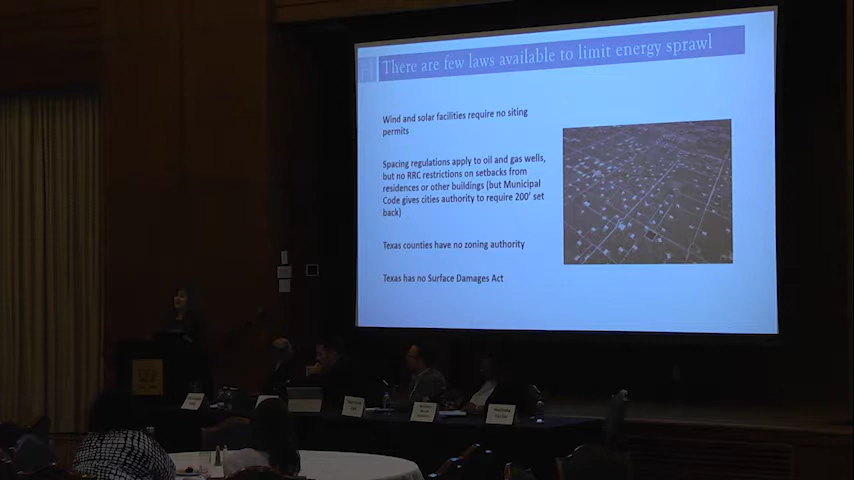 There are few laws available to limit energy sprawl
Wind and solar facilities require no siting
permits
Spacing regulations apply to oil and gas wells,
but no RRC restrictions on setbacks from
residences or other buildings (but Municipal
Code gives cities authority to require 200' set
back)
Texas counties have no zoning authority
Texas has no Surface Damages Act